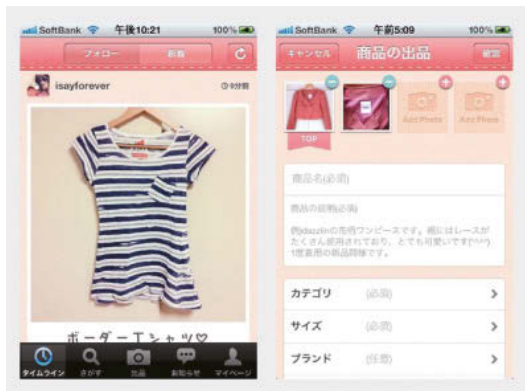 SoftBank 午後10:21 100%
フォロー 新着
isayforever 0分前
ボーダーTシャツ♡
タイムライン さがす 出品 お知らせ マイページ
SoftBank 午前5:09 100%
キャンセル 商品の出品 確認
Add Photo Add Photo
TOP
商品名(必須)
商品の説明(必須)
例)dazzlinの花柄ワンピースです。裾にはレースが
たくさん使用されており、とても可愛いです(^^^)
1度着用の新品同様です。
カテゴリ (必須)
サイズ (必須)
ブランド (任意)